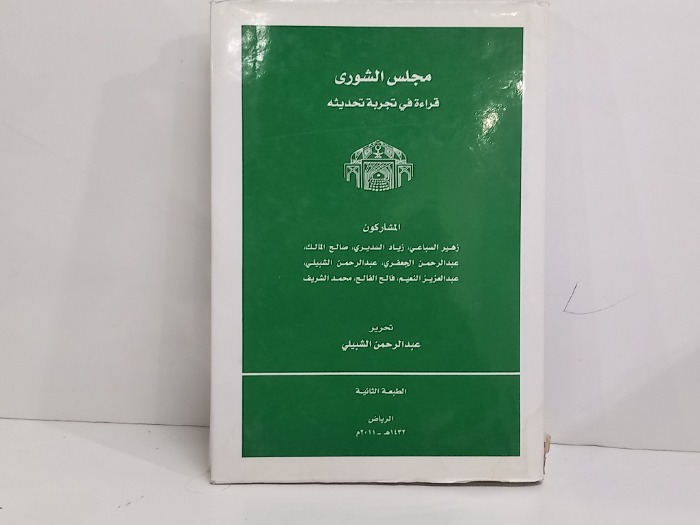 مجلس الشورى
قراءة في تجربة تحديثه
المشاركون
زهير السباعي، زياد السديري، صالح المالك،
عبدالرحمن الجعفري، عبدالرحمن الشبيلي،
عبدالعزيز النعيم، فالح الفالح، محمد الشريف
تحرير
عبدالرحمن الشبيلي
الطبعة الثانية
الرياض
١٤٣٢هـ - ٢٠١١م